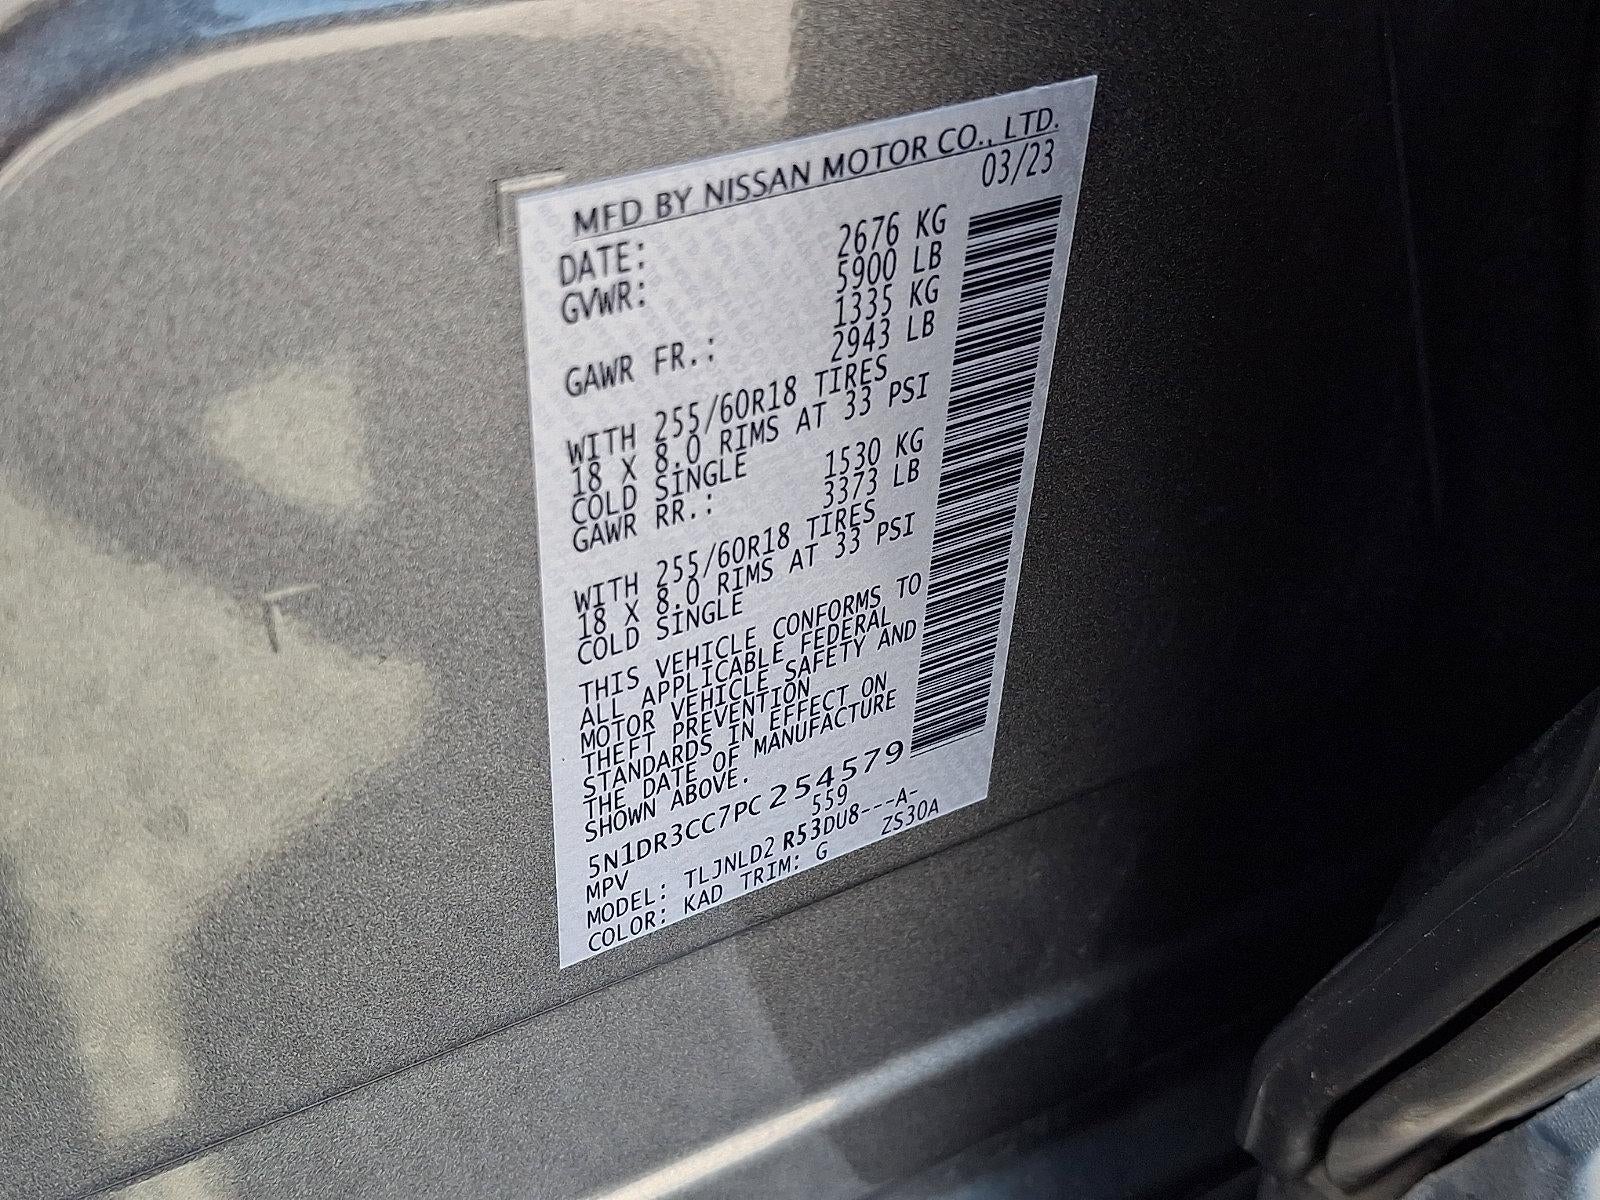 MFD BY NISSAN MOTOR CO., LTD.
DATE: 03/23
GVWR: 2676 KG
5900 LB
GAWR FR.: 1335 KG
2943 LB
WITH 255/60R18 TIRES
18 X 8.0 RIMS AT 33 PSI
COLD SINGLE
GAWR RR.: 1530 KG
3373 LB
WITH 255/60R18 TIRES
18 X 8.0 RIMS AT 33 PSI
COLD SINGLE
THIS VEHICLE CONFORMS TO
ALL APPLICABLE FEDERAL
MOTOR VEHICLE SAFETY AND
THEFT PREVENTION
STANDARDS IN EFFECT ON
THE DATE OF MANUFACTURE
SHOWN ABOVE.
5N1DR3CC7PC254579
MPV 559
MODEL: TLJNLD2 R53DU8---A-
COLOR: KAD TRIM: G ZS30A